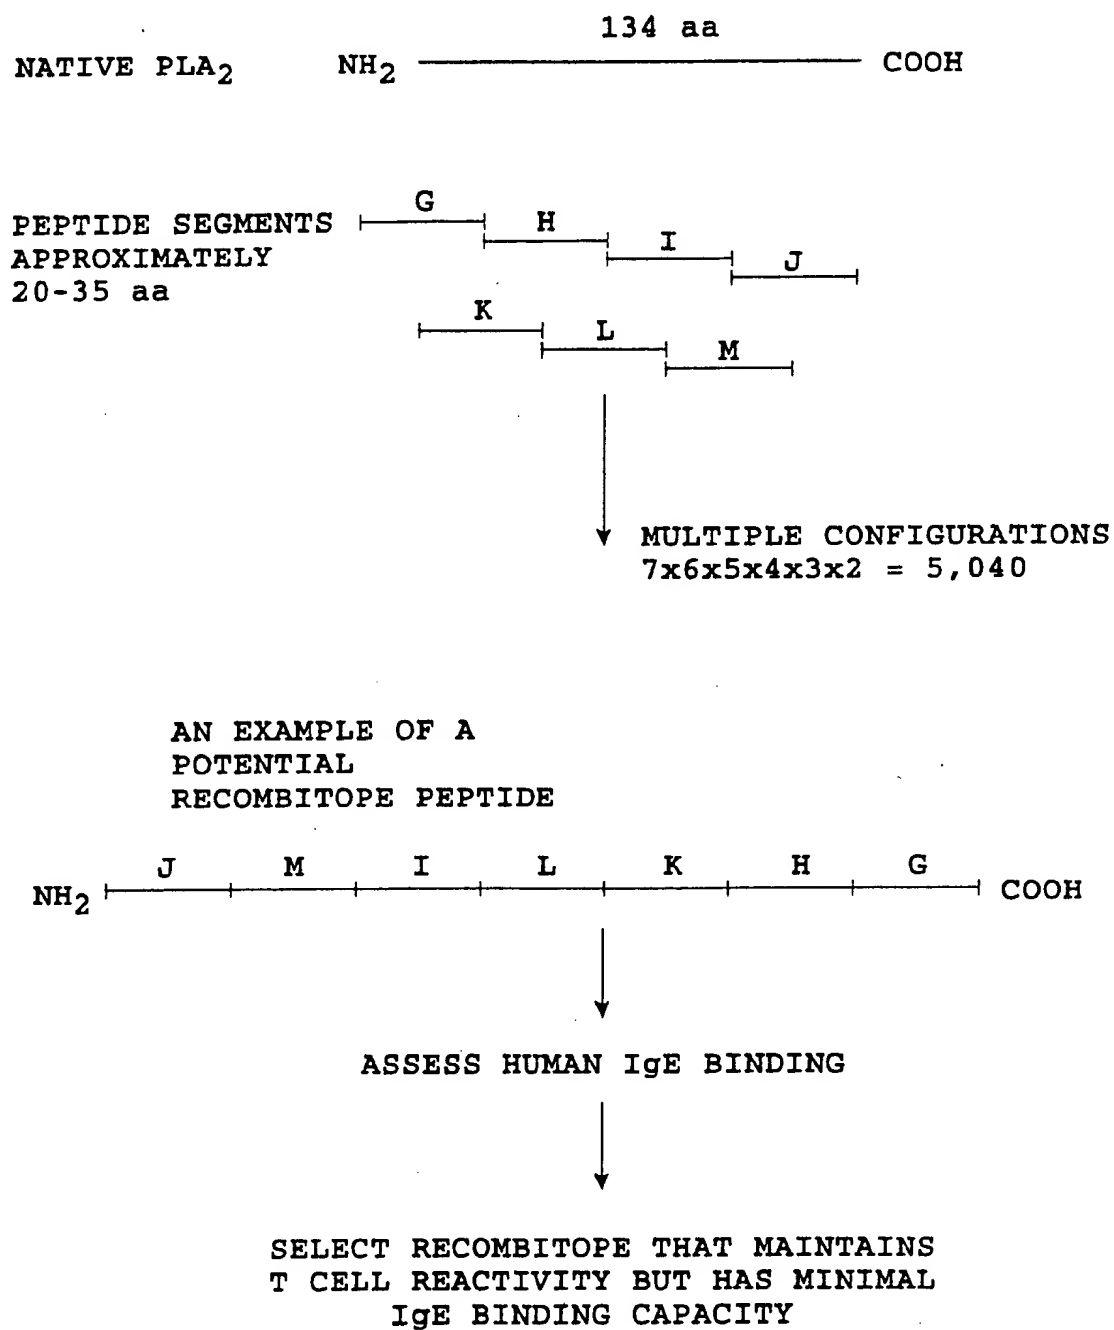 134 aa
NATIVE PLA2 NH2 COOH
G
PEPTIDE SEGMENTS
APPROXIMATELY
20-35 aa
H
I
J
K
L
M
MULTIPLE CONFIGURATIONS
7x6x5x4x3x2 = 5,040
AN EXAMPLE OF A
POTENTIAL
RECOMBITOPE PEPTIDE
J M I L K H G
NH2 COOH
ASSESS HUMAN IgE BINDING
SELECT RECOMBITOPE THAT MAINTAINS
T CELL REACTIVITY BUT HAS MINIMAL
IgE BINDING CAPACITY